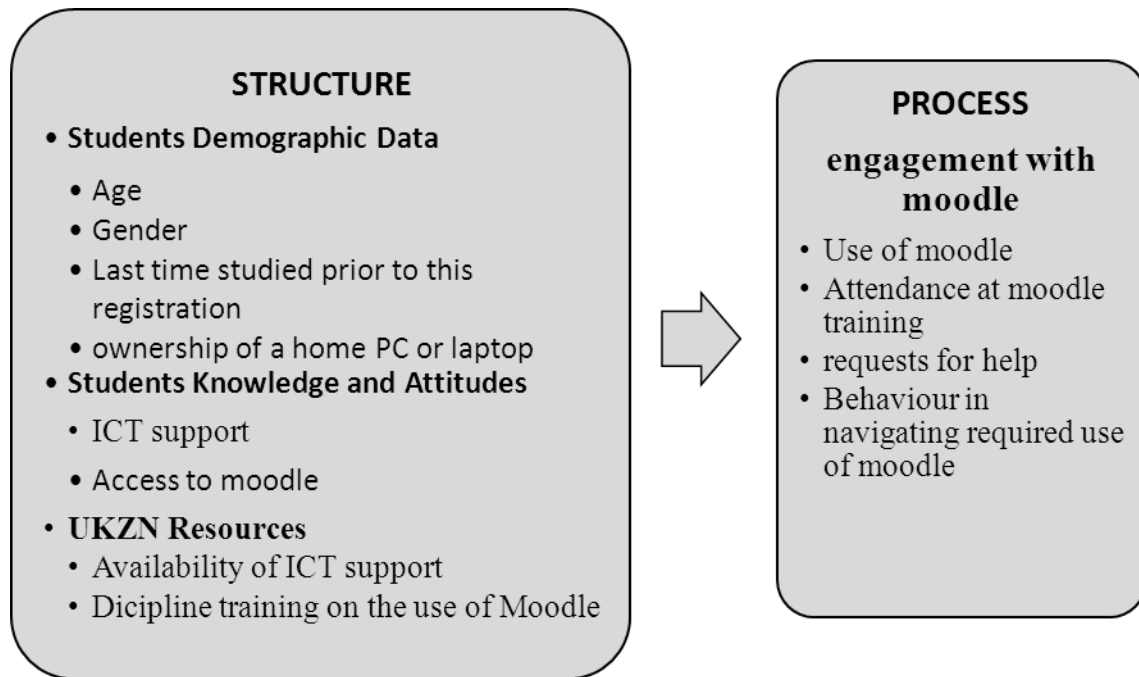 STRUCTURE
• Students Demographic Data
• Age
• Gender
• Last time studied prior to this
registration
• ownership of a home PC or laptop
• Students Knowledge and Attitudes
• ICT support
• Access to moodle
• UKZN Resources
• Availability of ICT support
• Dicipline training on the use of Moodle
PROCESS
engagement with
moodle
• Use of moodle
• Attendance at moodle
training
• requests for help
• Behaviour in
navigating required use
of moodle